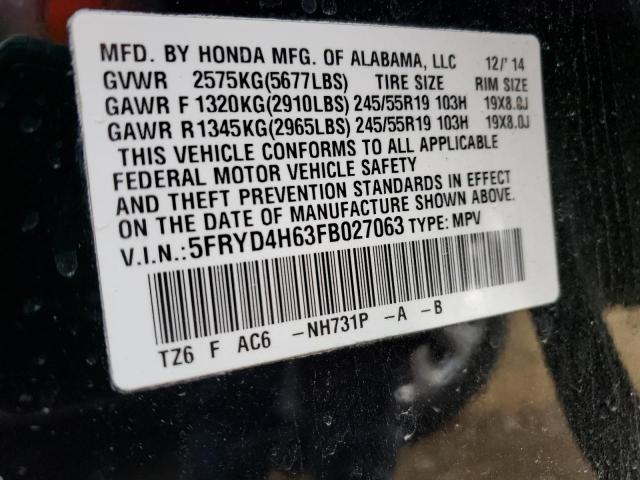 MFD. BY HONDA MFG. OF ALABAMA, LLC 12/'14
GVWR 2575KG(5677LBS) TIRE SIZE RIM SIZE
GAWR F 1320KG(2910LBS) 245/55R19 103H 19X8.0J
GAWR R1345KG(2965LBS) 245/55R19 103H 19X8.0J
THIS VEHICLE CONFORMS TO ALL APPLICABLE
FEDERAL MOTOR VEHICLE SAFETY
AND THEFT PREVENTION STANDARDS IN EFFECT
ON THE DATE OF MANUFACTURE SHOWN ABOVE.
V.I.N.:5FRYD4H63FB027063 TYPE: MPV
TZ6 F AC6 -NH731P -A -B